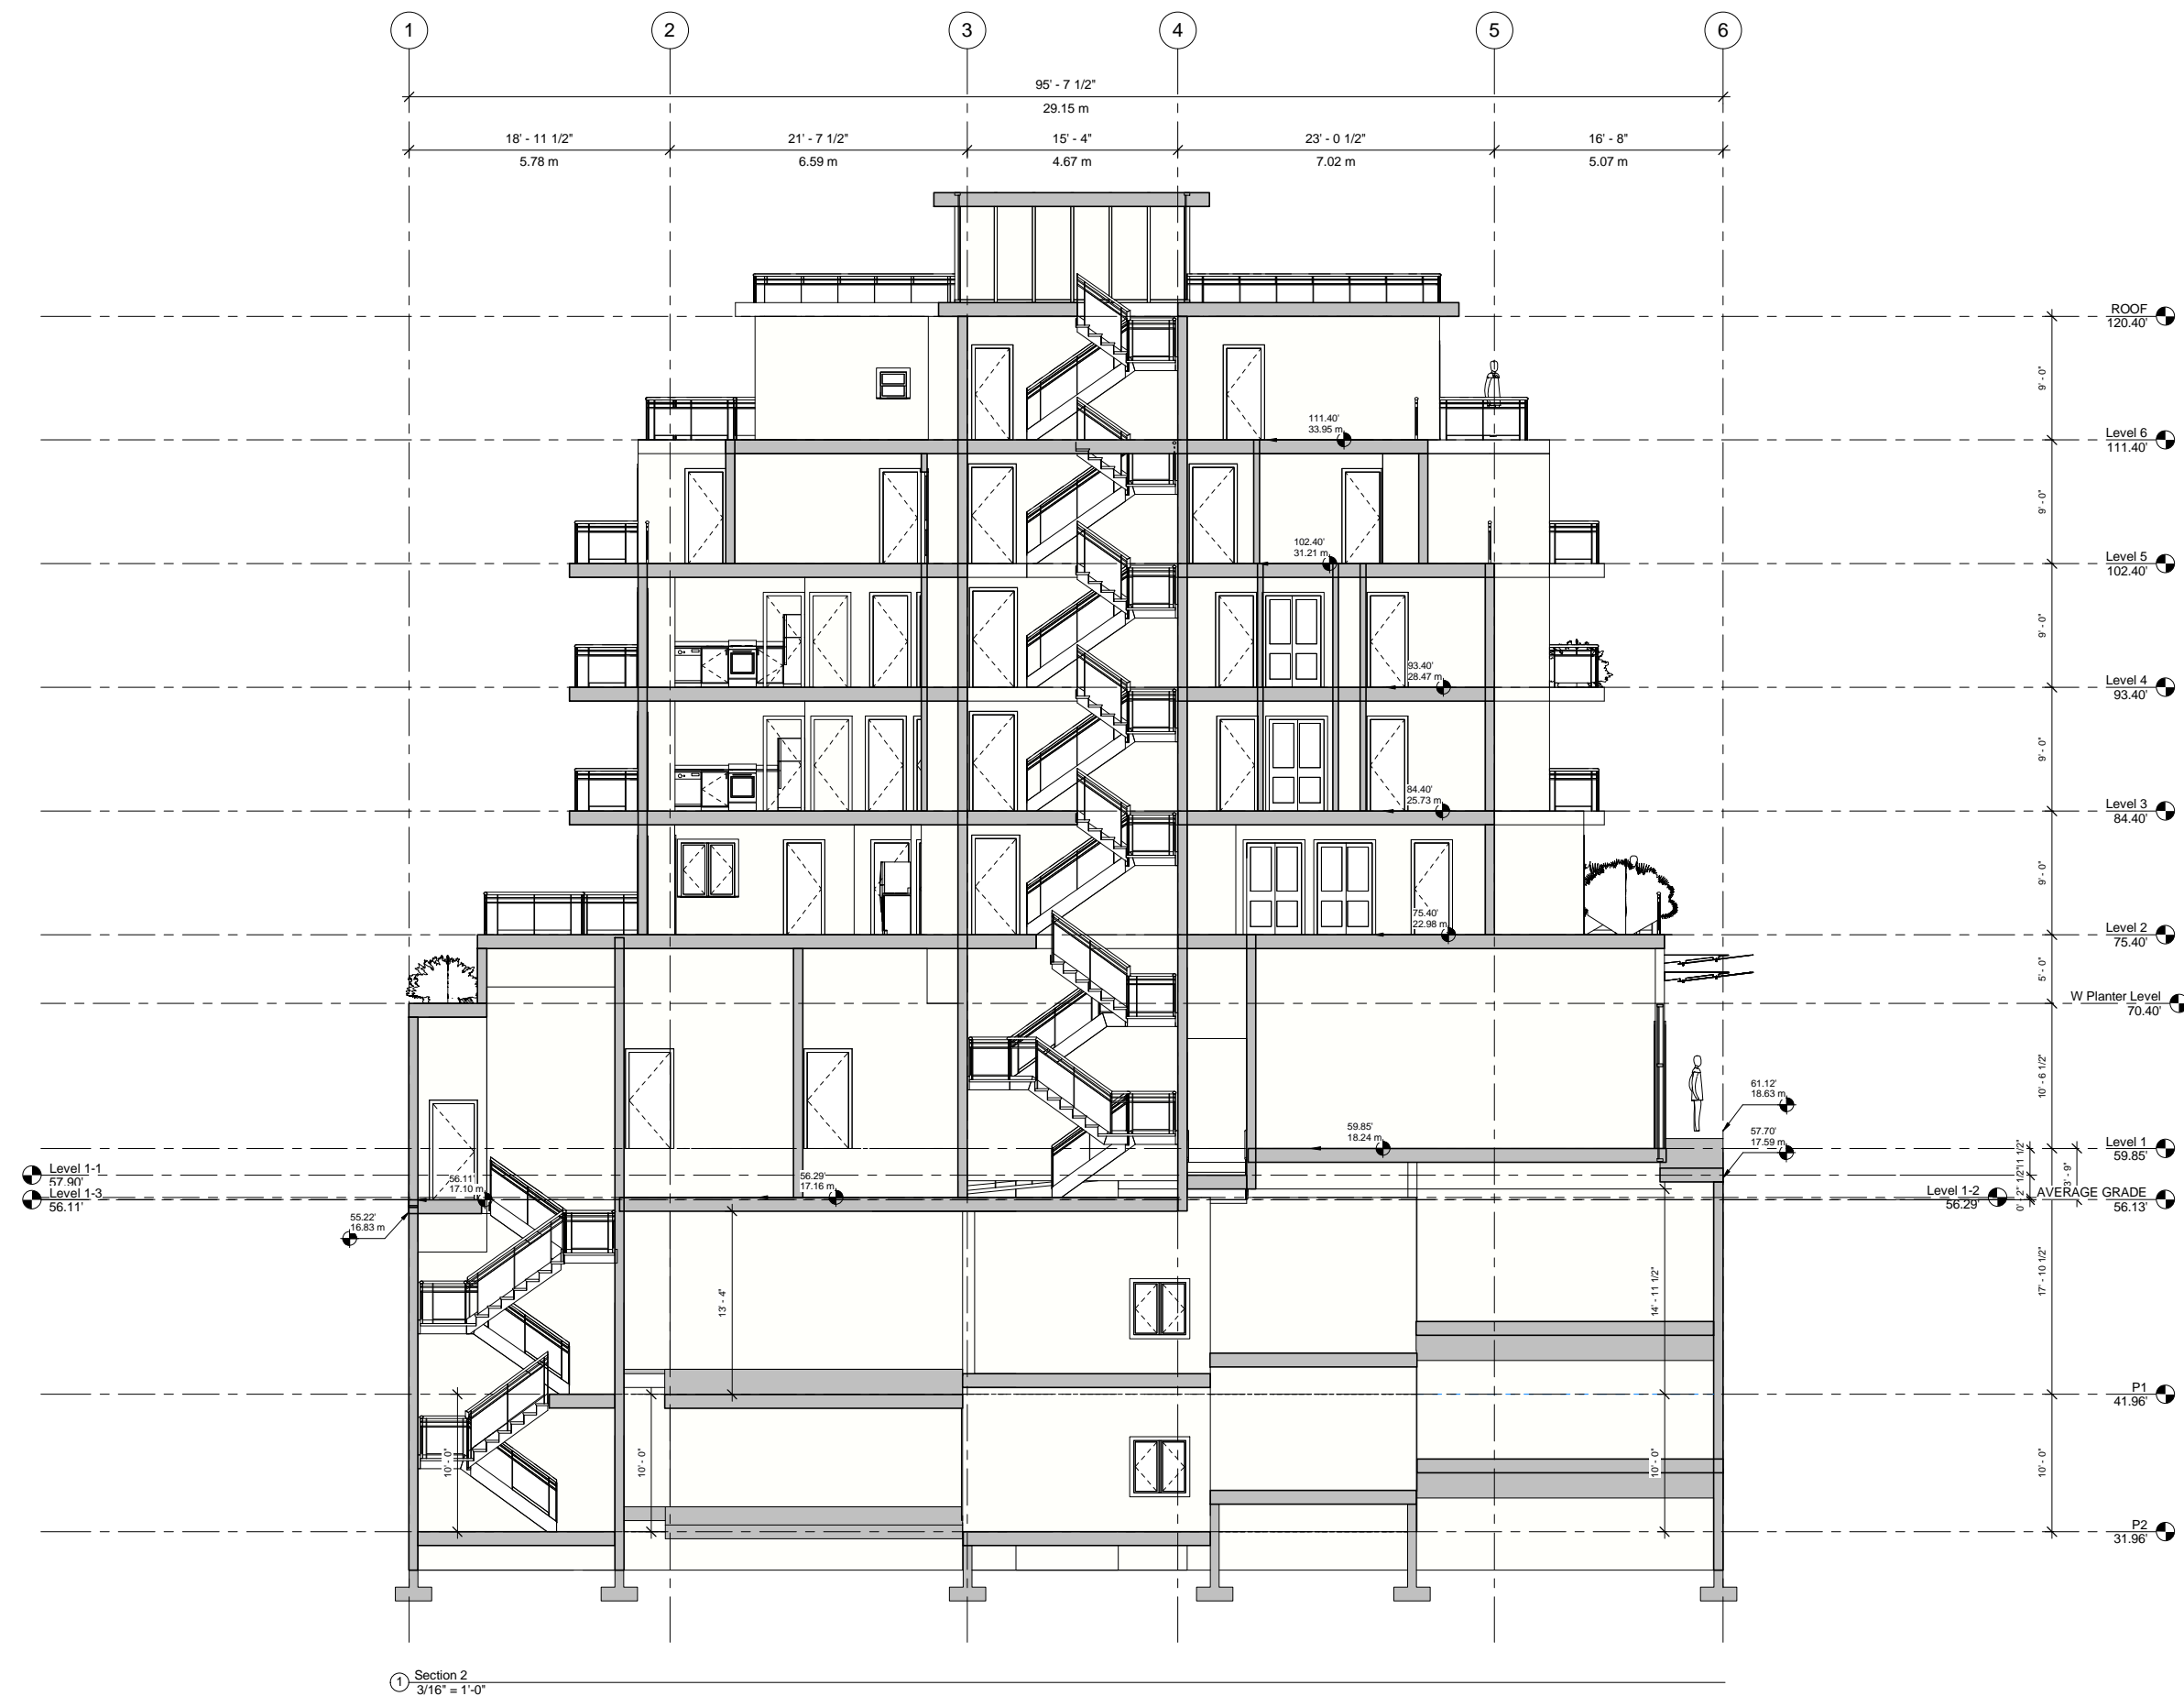 1 2 3 4 5 6
95' - 7 1/2"
29.15 m
18' - 11 1/2" 21' - 7 1/2" 15' - 4" 23' - 0 1/2" 16' - 8"
5.78 m 6.59 m 4.67 m 7.02 m 5.07 m
ROOF
120.40'
9' - 0"
111.40'
33.95 m
Level 6
111.40'
9' - 0"
102.40'
31.21 m
Level 5
102.40'
9' - 0"
93.40'
28.47 m
Level 4
93.40'
9' - 0"
84.40'
25.73 m
Level 3
84.40'
9' - 0"
75.40'
22.98 m
Level 2
75.40'
5' - 0"
W Planter Level
70.40'
10' - 6 1/2"
61.12'
18.63 m
57.70'
17.59 m
59.85'
18.24 m
Level 1
59.85'
Level 1-1
57.90'
Level 1-3
56.11'
56.11'
17.10 m
56.29'
17.16 m
3' - 9"
Level 1-2
56.29'
AVERAGE GRADE
56.13'
55.22'
16.83 m
13' - 4"
14' - 11 1/2"
17' - 10 1/2"
P1
41.96'
10' - 0"
10' - 0"
10' - 0"
10' - 0"
P2
31.96'
1 Section 2
3/16" = 1'-0"